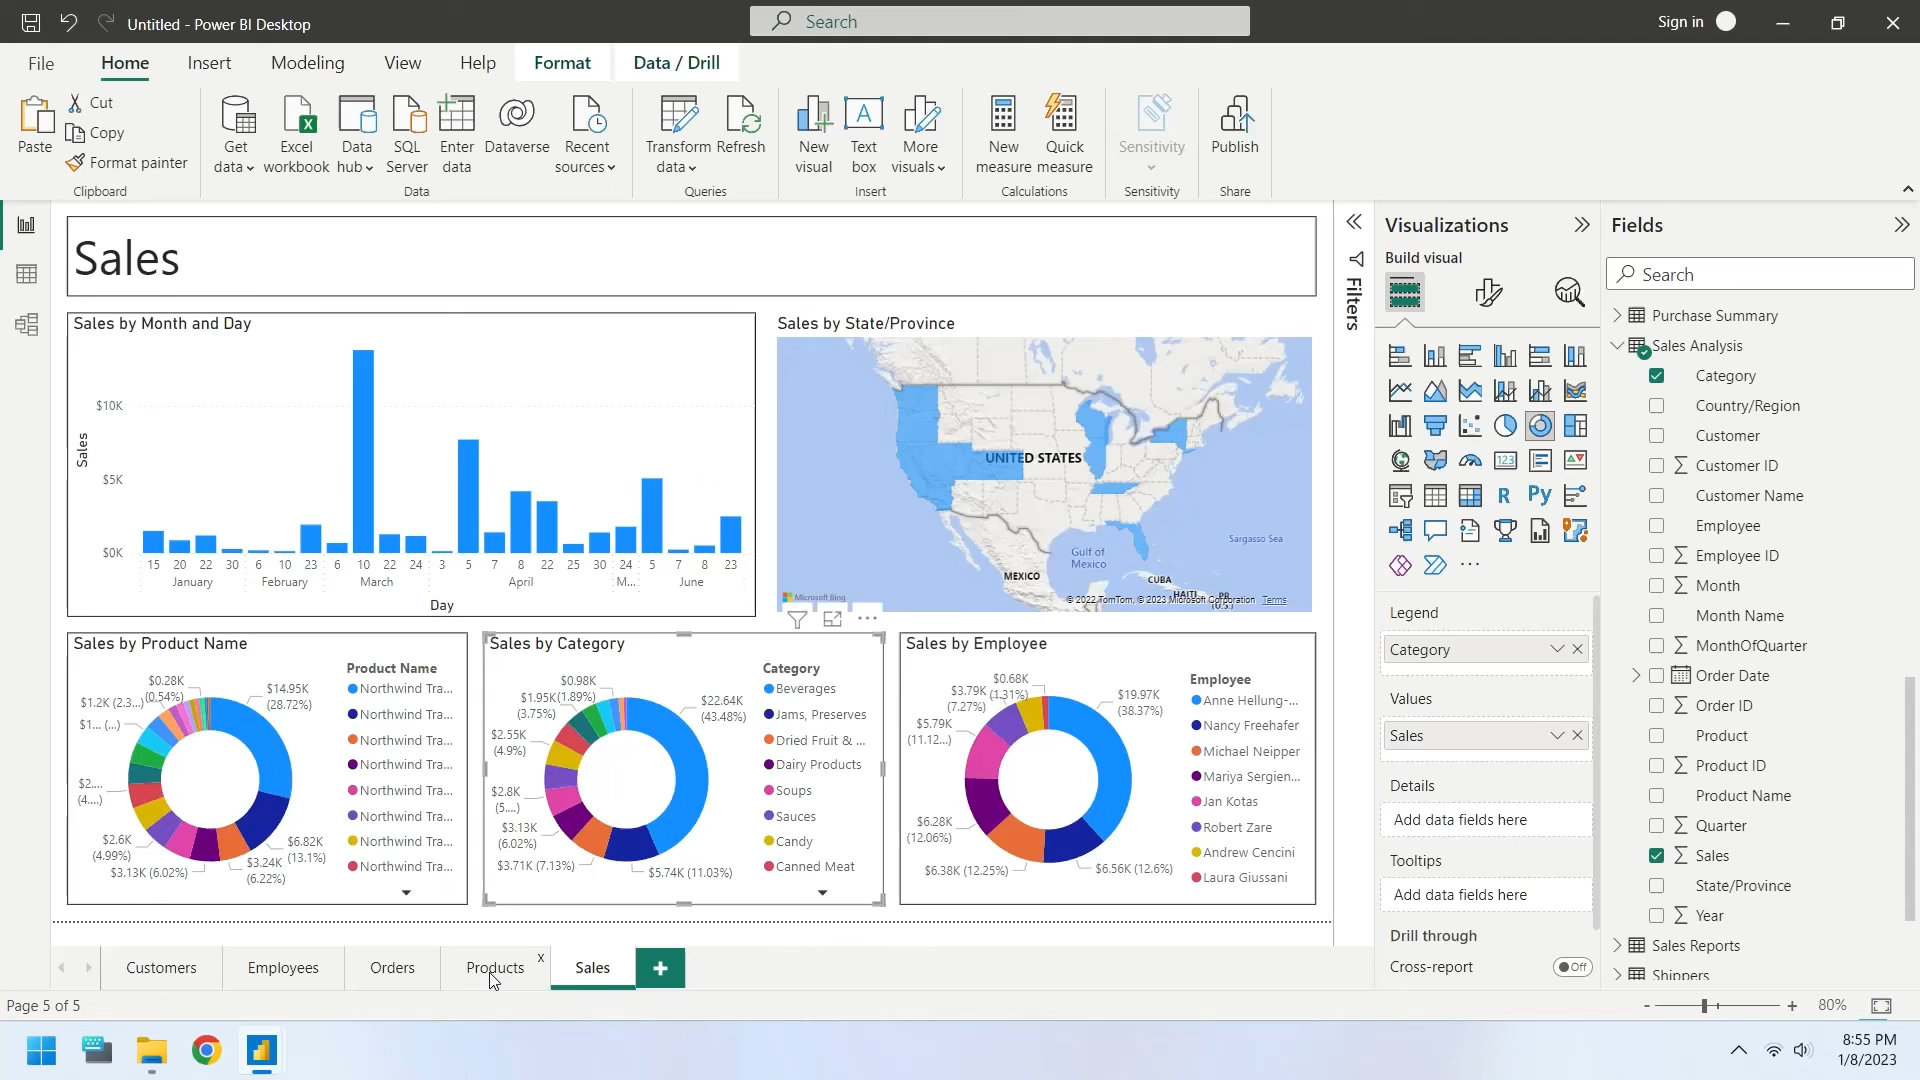 Untitled - Power BI Desktop
Search
Sign in
File
Home
Insert
Modeling
View
Help
Format
Data / Drill
Paste
Cut
Copy
Format painter
Clipboard
Get data
Excel workbook
Data hub
SQL Server
Enter data
Dataverse
Recent sources
Data
Transform data
Refresh
Queries
New visual
Text box
More visuals
Insert
New measure
Quick measure
Calculations
Sensitivity
Sensitivity
Publish
Share
Sales
Sales by Month and Day
Sales
$10K
$5K
$0K
15 20 22 30 6 10 23 6 10 22 24 3 5 7 8 22 25 30 24 5 7 8 23
January February March April M... June
Day
Sales by State/Province
UNITED STATES
Gulf of Mexico
Sargasso Sea
MEXICO
CUBA
HAITI
PR
(U.S.)
Microsoft Bing
© 2022 TomTom, © 2023 Microsoft Corporation Terms
Sales by Product Name
$0.28K (0.54%)
$1.2K (2.3...)
$1... (...)
$2.... (4....)
$2.6K (4.99%)
$3.13K (6.02%)
$3.24K (6.22%)
$6.82K (13.1%)
$14.95K (28.72%)
Product Name
Northwind Tra...
Northwind Tra...
Northwind Tra...
Northwind Tra...
Northwind Tra...
Northwind Tra...
Northwind Tra...
Northwind Tra...
Sales by Category
$0.98K (1.89%)
$1.95K (3.75%)
$2.55K (4.9%)
$2.8K (5....)
$3.13K (6.02%)
$3.71K (7.13%)
$5.74K (11.03%)
$22.64K (43.48%)
Category
Beverages
Jams, Preserves
Dried Fruit & ...
Dairy Products
Soups
Sauces
Candy
Canned Meat
Sales by Employee
$0.68K (1.31%)
$3.79K (7.27%)
$5.79K (11.12...)
$6.28K (12.06%)
$6.38K (12.25%)
$6.56K (12.6%)
$19.97K (38.37%)
Employee
Anne Hellung-...
Nancy Freehafer
Michael Neipper
Mariya Sergien...
Jan Kotas
Robert Zare
Andrew Cencini
Laura Giussani
Filters
Visualizations
Build visual
123
R
Py
Legend
Category
Values
Sales
Details
Add data fields here
Tooltips
Add data fields here
Drill through
Cross-report
Off
Fields
Search
Purchase Summary
Sales Analysis
Category
Country/Region
Customer
Customer ID
Customer Name
Employee
Employee ID
Month
Month Name
MonthOfQuarter
Order Date
Order ID
Product
Product ID
Product Name
Quarter
Sales
State/Province
Year
Sales Reports
Shippers
Customers
Employees
Orders
Products
x
Sales
Page 5 of 5
80%
8:55 PM
1/8/2023